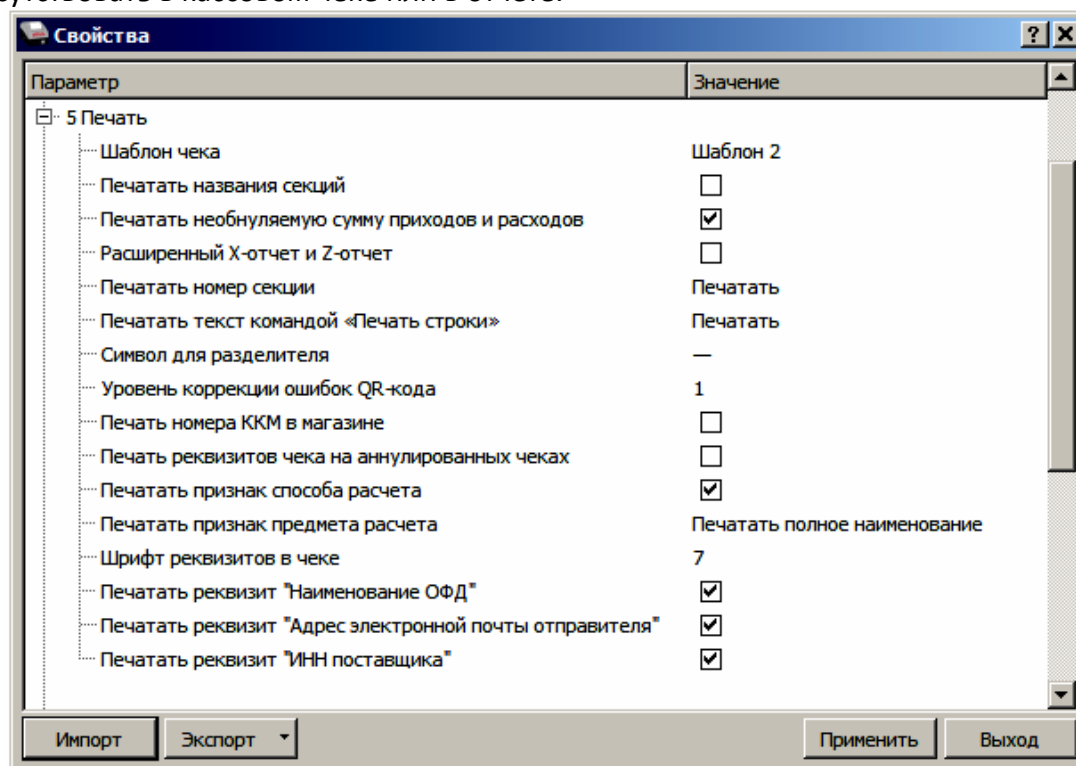 Свойства
Параметр Значение
5 Печать
Шаблон чека Шаблон 2
Печатать названия секций
Печатать необнуляемую сумму приходов и расходов
Расширенный X-отчет и Z-отчет
Печатать номер секции Печатать
Печатать текст командой «Печать строки» Печатать
Символ для разделителя —
Уровень коррекции ошибок QR-кода 1
Печать номера ККМ в магазине
Печать реквизитов чека на аннулированных чеках
Печатать признак способа расчета
Печатать признак предмета расчета Печатать полное наименование
Шрифт реквизитов в чеке 7
Печатать реквизит "Наименование ОФД"
Печатать реквизит "Адрес электронной почты отправителя"
Печатать реквизит "ИНН поставщика"
Импорт Экспорт Применить Выход